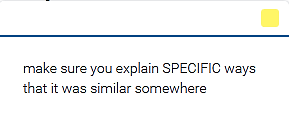 make sure you explain SPECIFIC ways
that it was similar somewhere